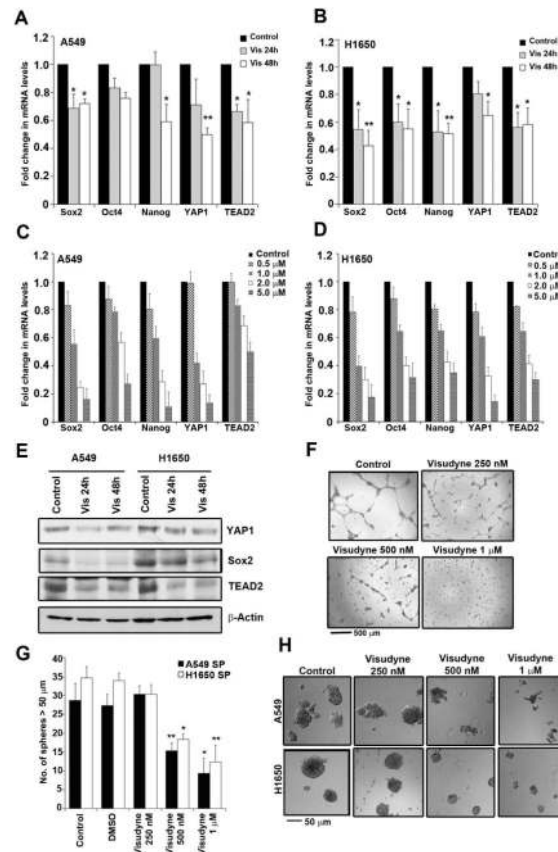 A
A549
Control
Vis 24h
Vis 48h
Fold change in mRNA levels
1.2
1.0
0.8
0.6
0.4
0.2
0
* * * ** * *
Sox2 Oct4 Nanog YAP1 TEAD2
B
H1650
Control
Vis 24h
Vis 48h
Fold change in mRNA levels
1.2
1.0
0.8
0.6
0.4
0.2
0
* ** * * * ** * * *
Sox2 Oct4 Nanog YAP1 TEAD2
C
A549
Control
0.5 µM
1.0 µM
2.0 µM
5.0 µM
Fold change in mRNA levels
1.2
1.0
0.8
0.6
0.4
0.2
0
Sox2 Oct4 Nanog YAP1 TEAD2
D
H1650
Control
0.5 µM
1.0 µM
2.0 µM
5.0 µM
Fold change in mRNA levels
1.2
1.0
0.8
0.6
0.4
0.2
0
Sox2 Oct4 Nanog YAP1 TEAD2
E
A549 H1650
Control Vis 24h Vis 48h Control Vis 24h Vis 48h
YAP1
Sox2
TEAD2
β-Actin
F
Control Visudyne 250 nM
Visudyne 500 nM Visudyne 1 µM
500 µm
G
A549 SP
H1650 SP
No. of spheres > 50 µm
40
35
30
25
20
15
10
5
0
** * * **
Control
DMSO
Visudyne 250 nM
Visudyne 500 nM
Visudyne 1 µM
H
Control Visudyne 250 nM Visudyne 500 nM Visudyne 1 µM
A549
H1650
50 µm